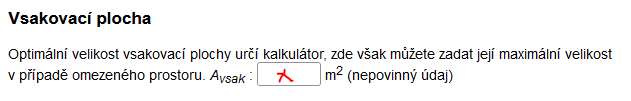 Vsakovací plocha
Optimální velikost vsakovací plochy určí kalkulátor, zde však můžete zadat její maximální velikost
v případě omezeného prostoru. Avsak : x m2 (nepovinný údaj)